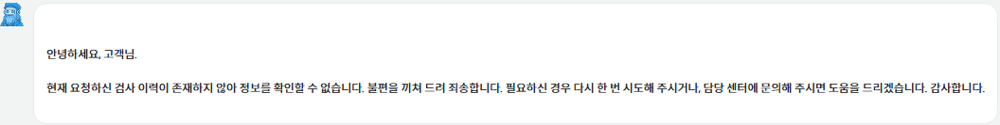 안녕하세요, 고객님.
현재 요청하신 검사 이력이 존재하지 않아 정보를 확인할 수 없습니다. 불편을 끼쳐 드려 죄송합니다. 필요하신 경우 다시 한 번 시도해 주시거나, 담당 센터에 문의해 주시면 도움을 드리겠습니다. 감사합니다.